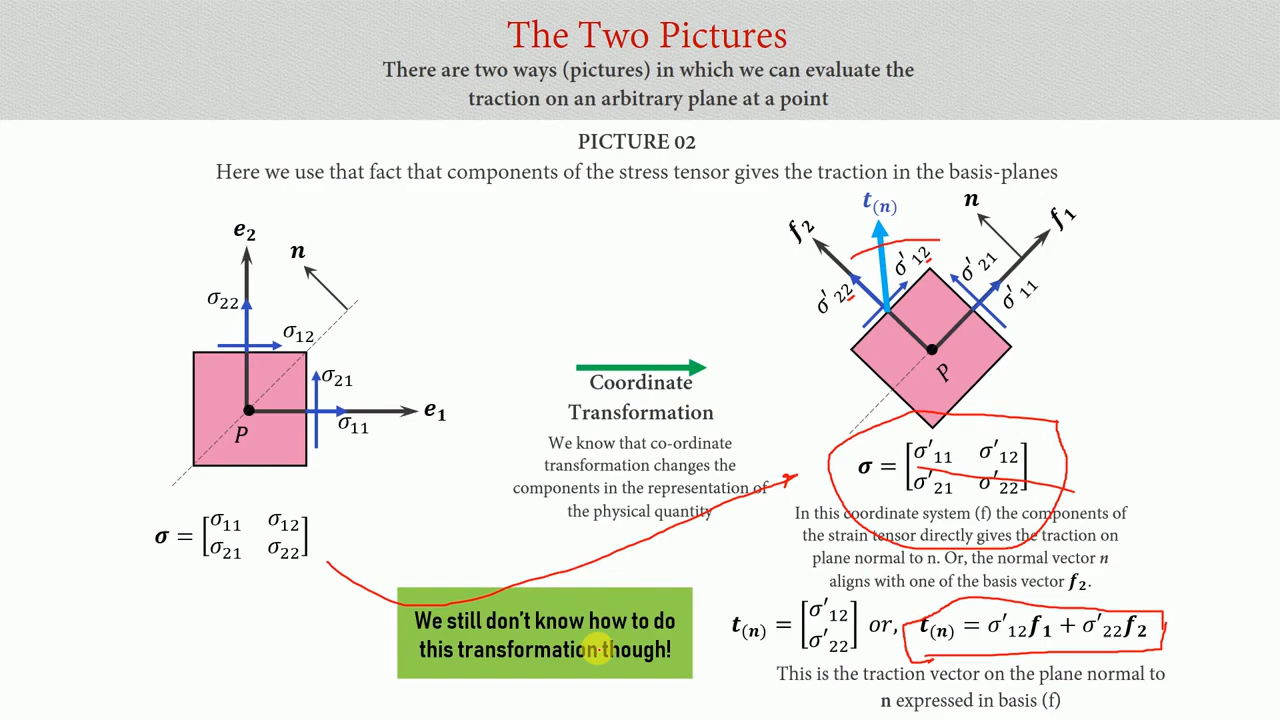 The Two Pictures
There are two ways (pictures) in which we can evaluate the
traction on an arbitrary plane at a point
PICTURE 02
Here we use that fact that components of the stress tensor gives the traction in the basis-planes
e₂
n
σ₂₂
σ₁₂
σ₂₁
σ₁₁
e₁
P
σ = [σ₁₁ σ₁₂
σ₂₁ σ₂₂]
Coordinate
Transformation
We know that co-ordinate
transformation changes the
components in the representation of
the physical quantity
We still don't know how to do
this transformation though!
t₍ₙ₎
n
f₂
f₁
σ′₁₂
σ′₂₁
σ′₂₂
σ′₁₁
P
σ = [σ′₁₁ σ′₁₂
σ′₂₁ σ′₂₂]
In this coordinate system (f) the components of
the strain tensor directly gives the traction on
plane normal to n. Or, the normal vector n
aligns with one of the basis vector f₂.
t₍ₙ₎ = [σ′₁₂
σ′₂₂] or, t₍ₙ₎ = σ′₁₂f₁ + σ′₂₂f₂
This is the traction vector on the plane normal to
n expressed in basis (f)